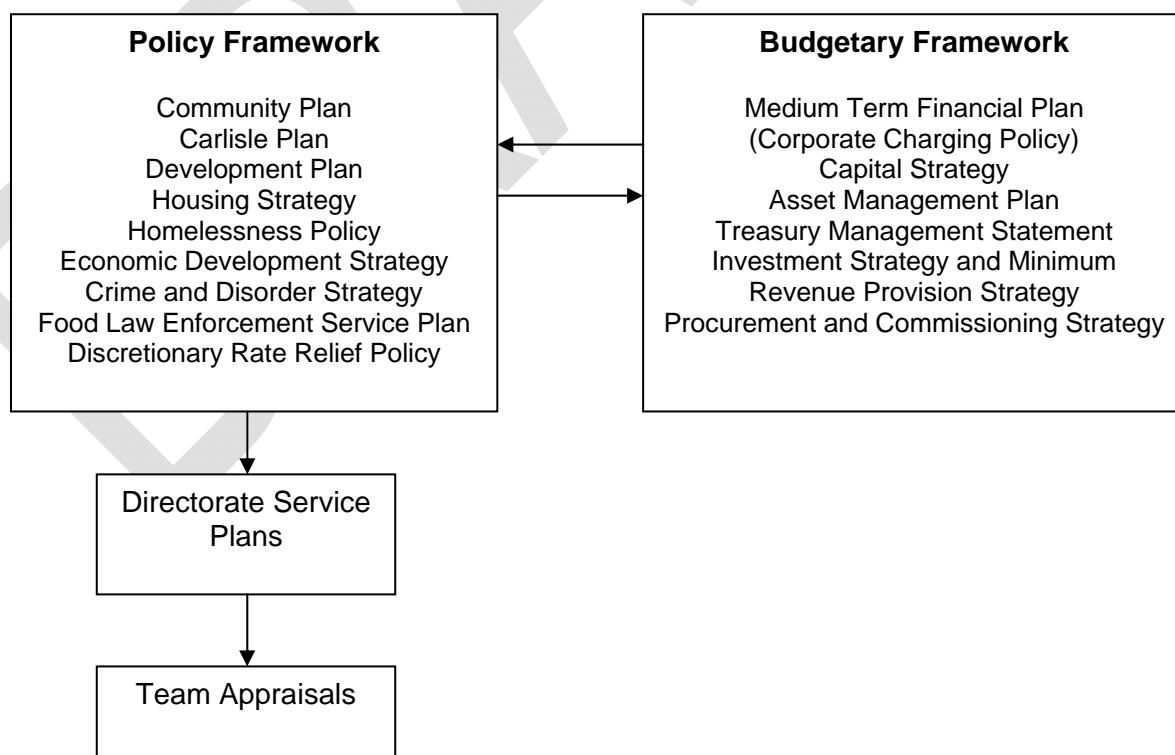 Policy Framework
Community Plan
Carlisle Plan
Development Plan
Housing Strategy
Homelessness Policy
Economic Development Strategy
Crime and Disorder Strategy
Food Law Enforcement Service Plan
Discretionary Rate Relief Policy
Budgetary Framework
Medium Term Financial Plan
(Corporate Charging Policy)
Capital Strategy
Asset Management Plan
Treasury Management Statement
Investment Strategy and Minimum
Revenue Provision Strategy
Procurement and Commissioning Strategy
Directorate Service
Plans
Team Appraisals